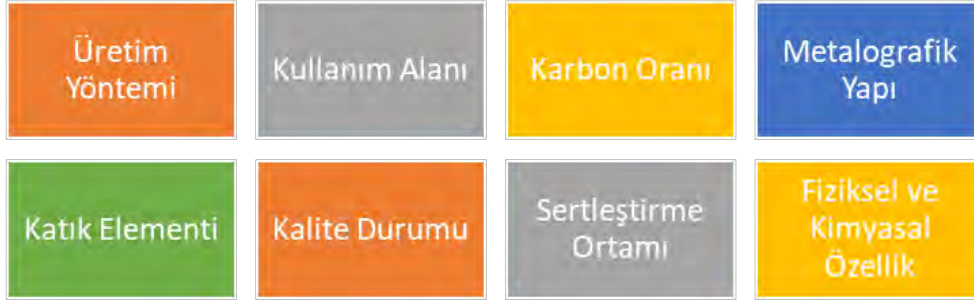 Üretim
Yöntemi
Kullanım Alanı
Karbon Oranı
Metalografik
Yapı
Katık Elementi
Kalite Durumu
Sertleştirme
Ortamı
Fiziksel ve
Kimyasal
Özellik